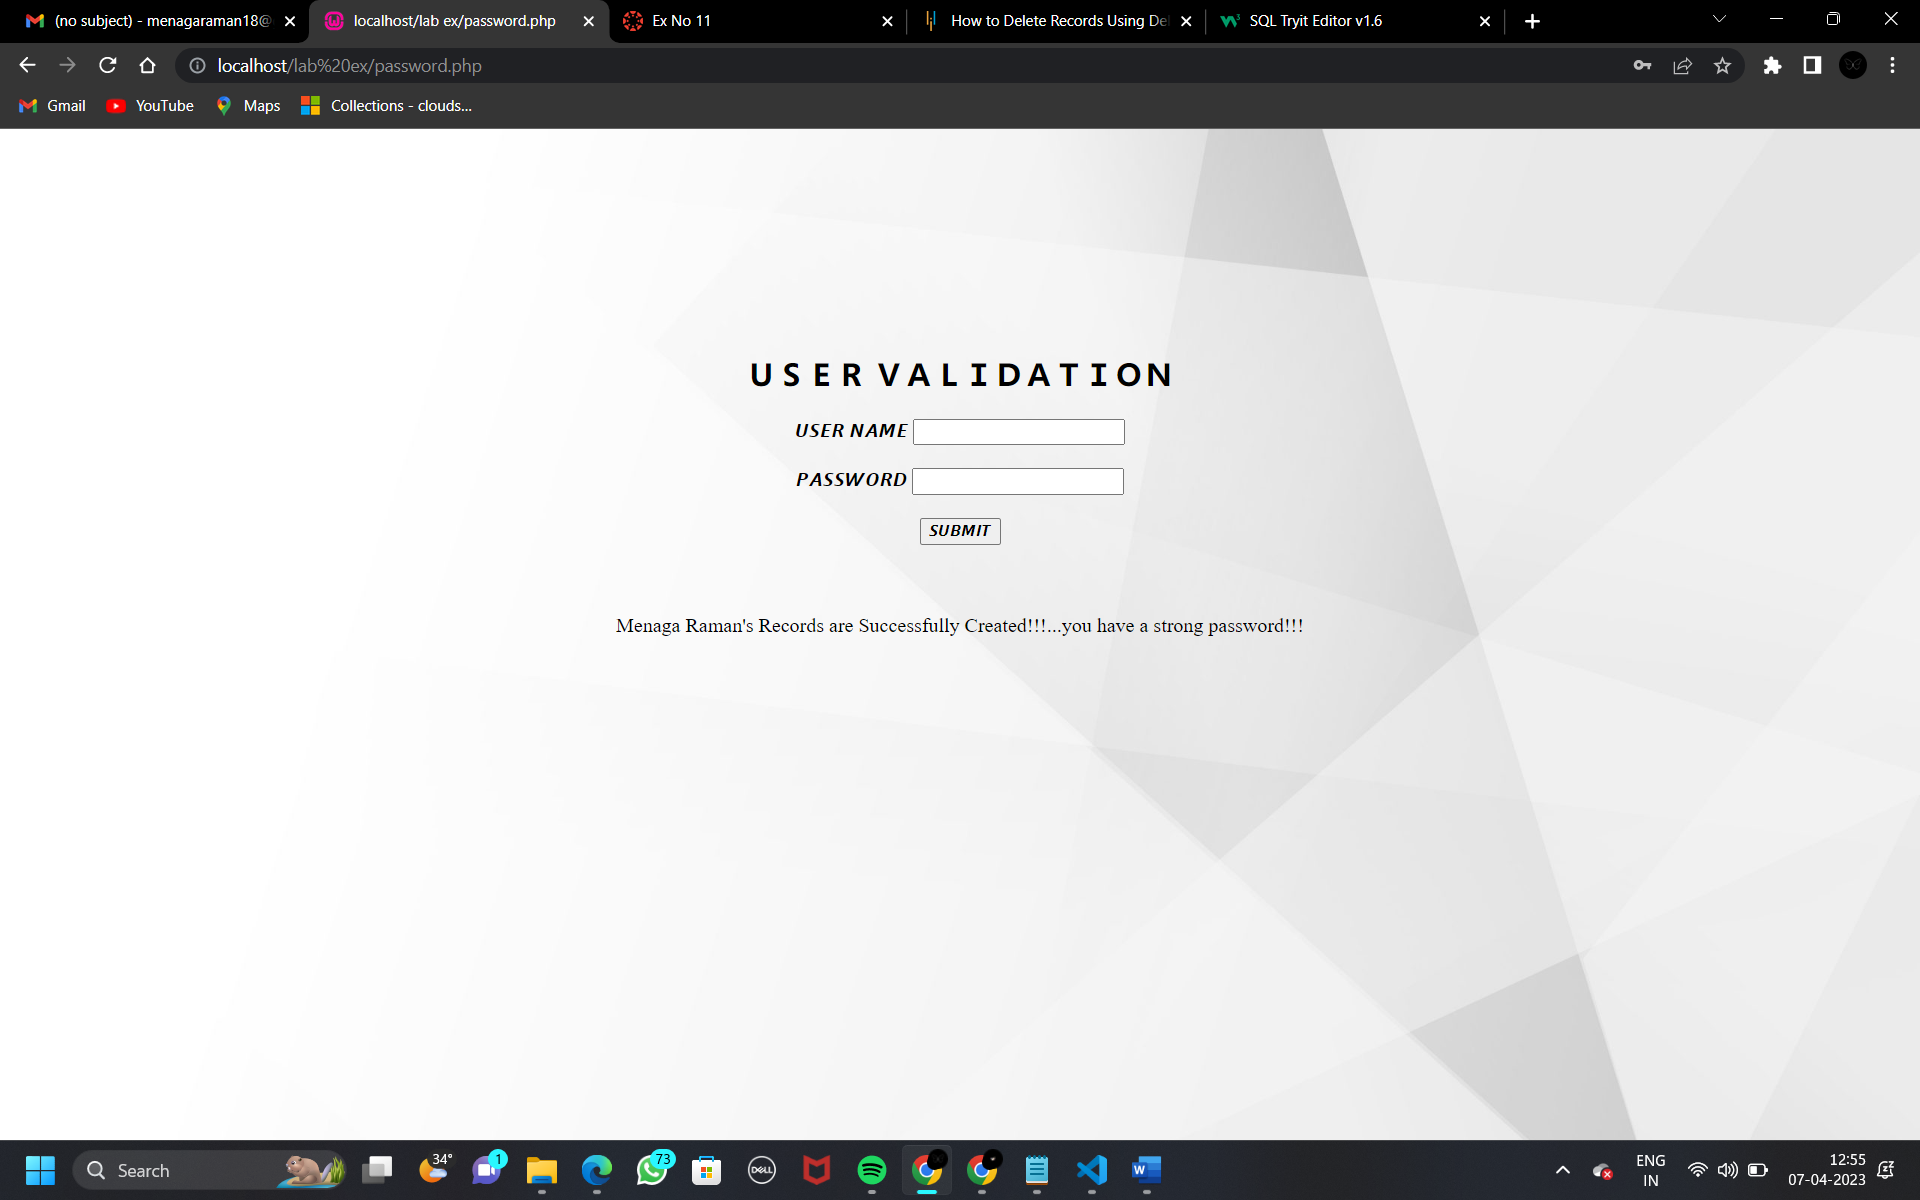 (no subject) - menagaraman18@
localhost/lab ex/password.php
Ex No 11
How to Delete Records Using De
SQL Tryit Editor v1.6
localhost/lab%20ex/password.php
Gmail
YouTube
Maps
Collections - clouds...
U S E R V A L I D A T I O N
USER NAME
PASSWORD
SUBMIT
Menaga Raman's Records are Successfully Created!!!...you have a strong password!!!
Search
34°
1
73
DELL
W
ENG
IN
12:55
07-04-2023